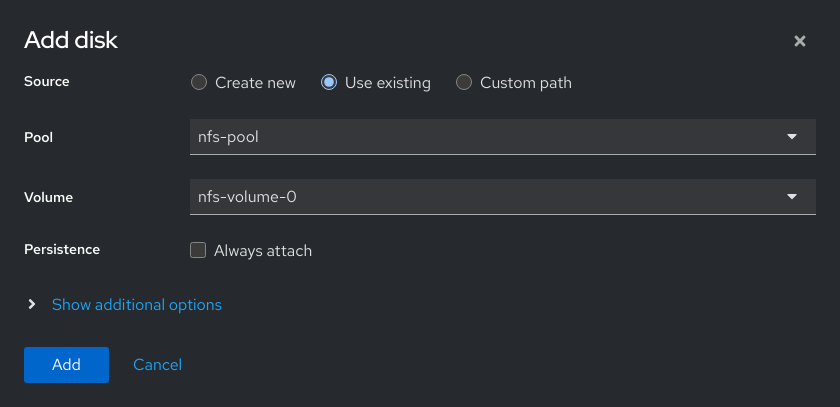 Add disk
Source Create new Use existing Custom path
Pool nfs-pool
Volume nfs-volume-0
Persistence Always attach
Show additional options
Add Cancel